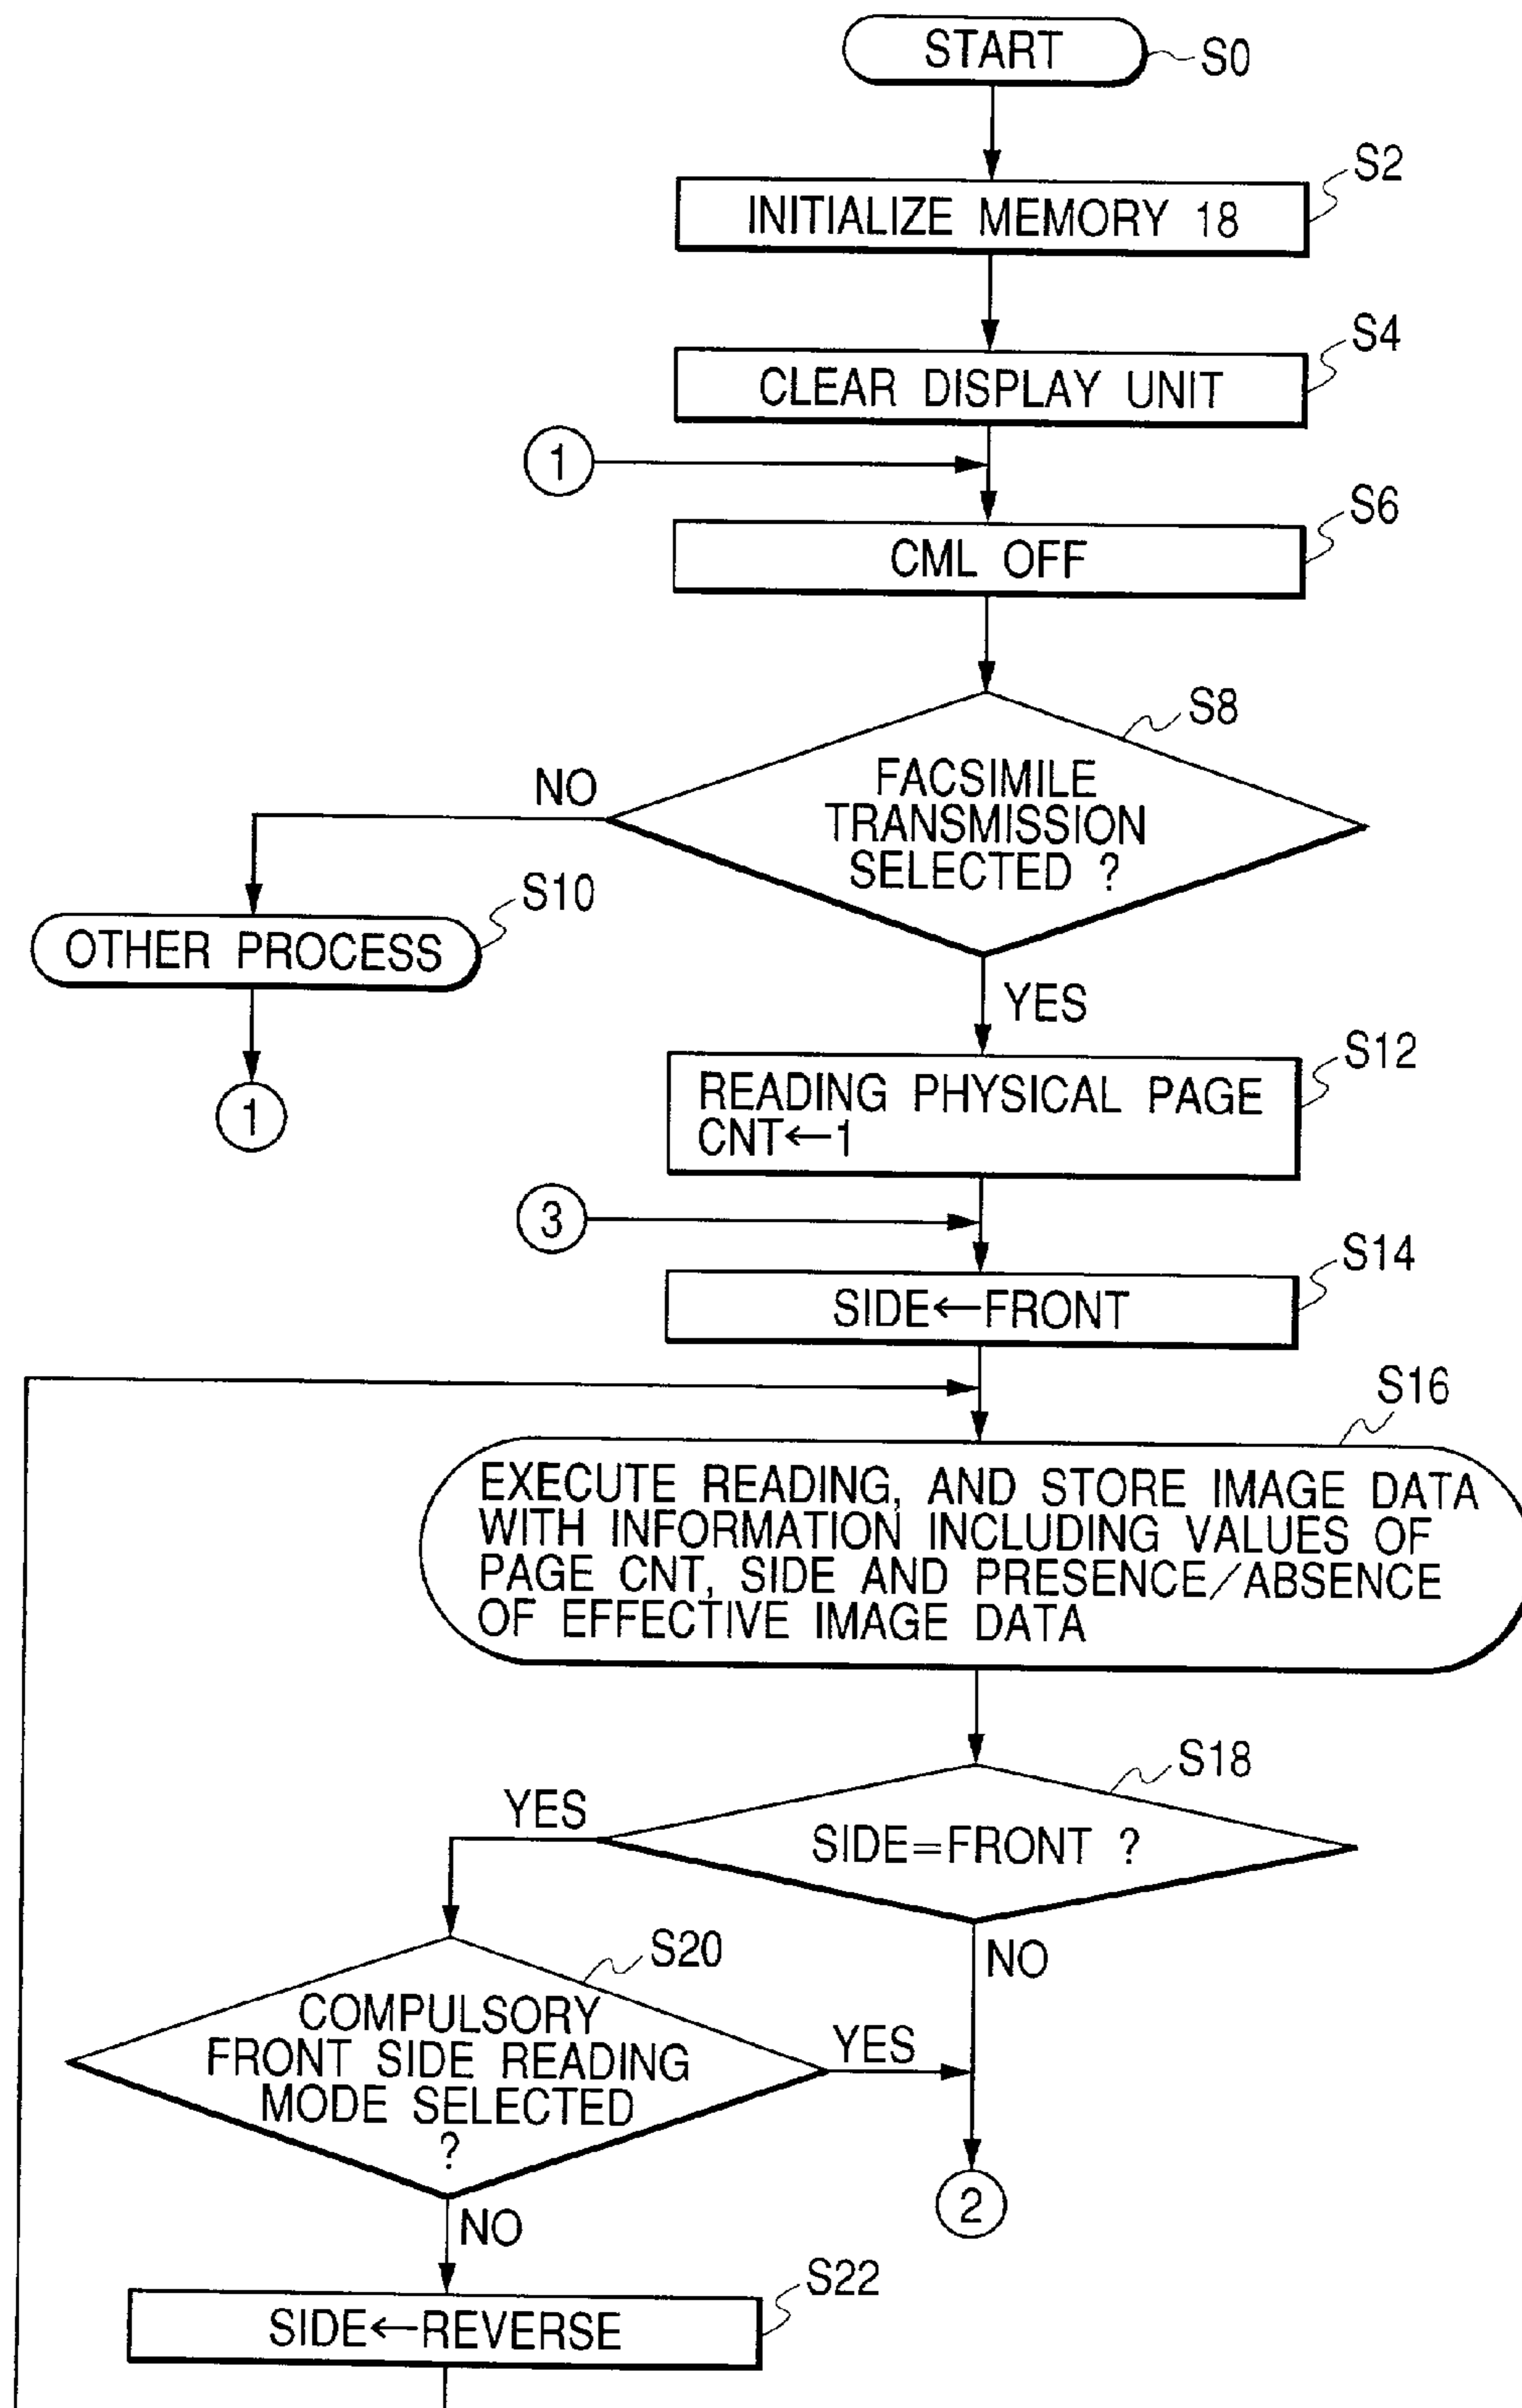 START
S0
S2
INITIALIZE MEMORY 18
S4
CLEAR DISPLAY UNIT
1
S6
CML OFF
S8
NO
FACSIMILE
TRANSMISSION
SELECTED ?
S10
OTHER PROCESS
YES
S12
1
READING PHYSICAL PAGE
CNT←1
3
S14
SIDE←FRONT
S16
EXECUTE READING, AND STORE IMAGE DATA
WITH INFORMATION INCLUDING VALUES OF
PAGE CNT, SIDE AND PRESENCE/ABSENCE
OF EFFECTIVE IMAGE DATA
S18
YES
SIDE=FRONT ?
S20
NO
COMPULSORY
FRONT SIDE READING
MODE SELECTED
?
YES
2
NO
S22
SIDE←REVERSE